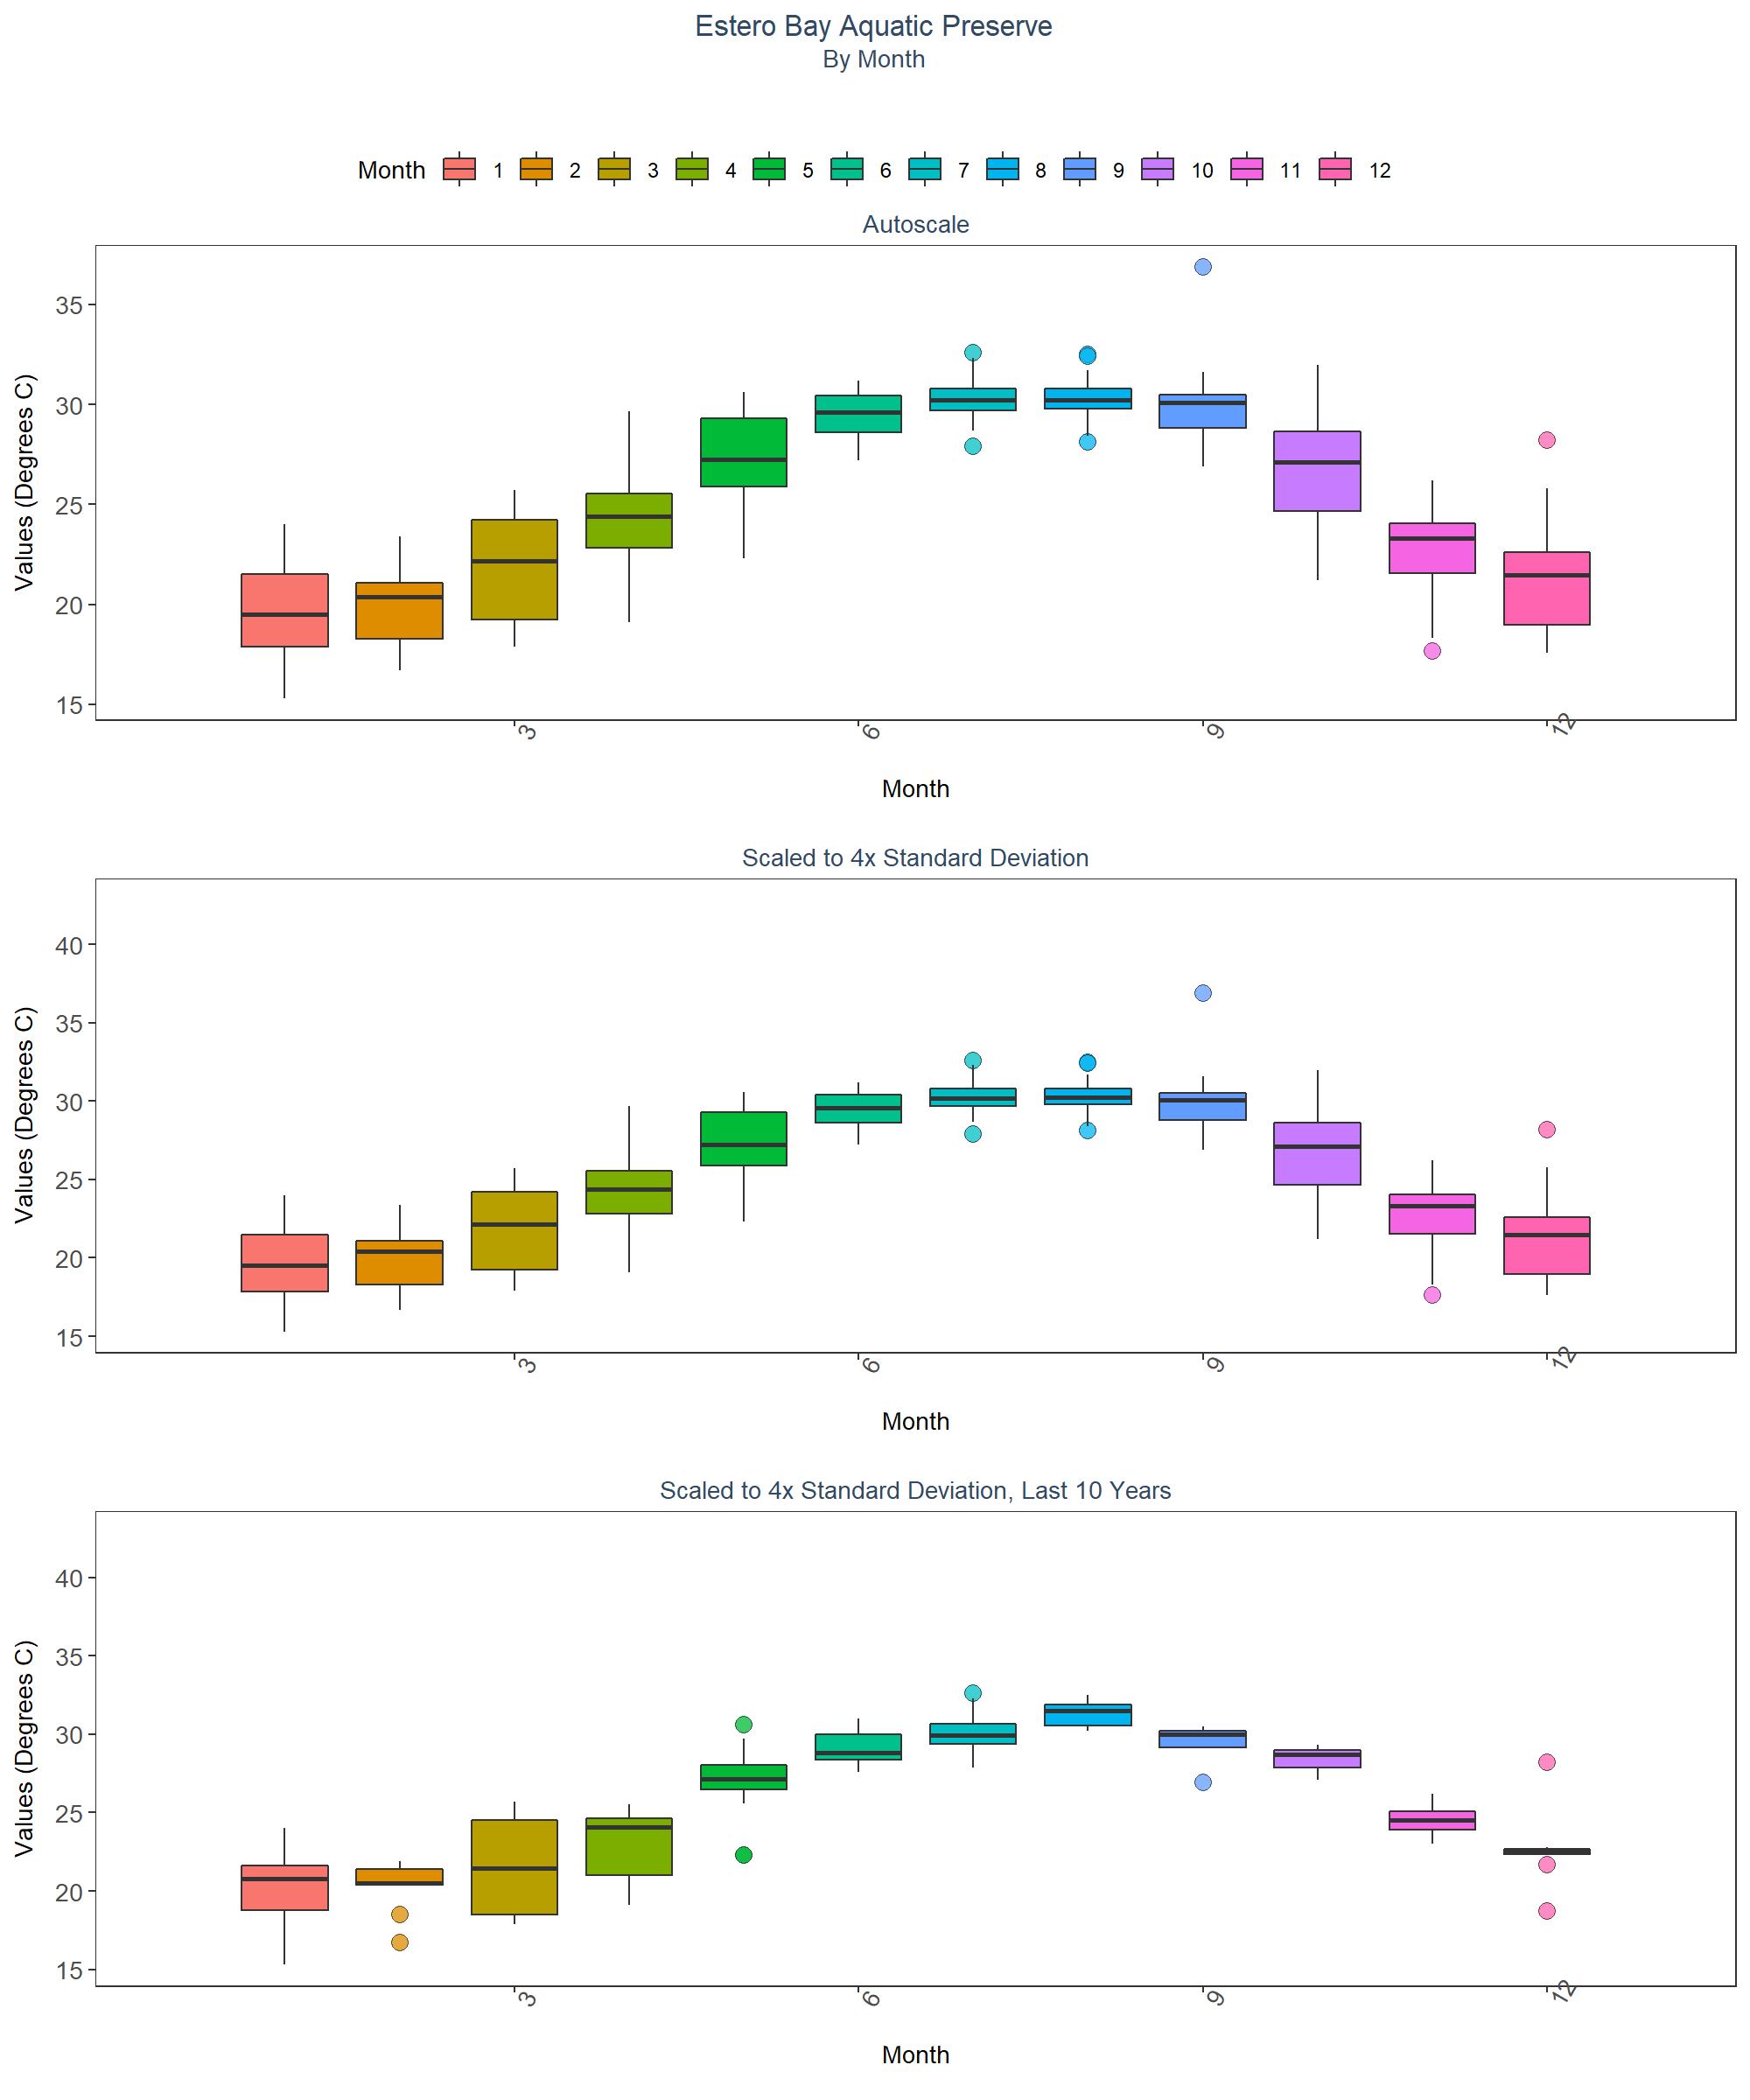 Estero Bay Aquatic Preserve
By Month
Month 1 2 3 4 5 6 7 8 9 10 11 12
Autoscale
Values (Degrees C)
35
30
25
20
15
3 6 9 12
Month
Scaled to 4x Standard Deviation
Values (Degrees C)
40
35
30
25
20
15
3 6 9 12
Month
Scaled to 4x Standard Deviation, Last 10 Years
Values (Degrees C)
40
35
30
25
20
15
3 6 9 12
Month